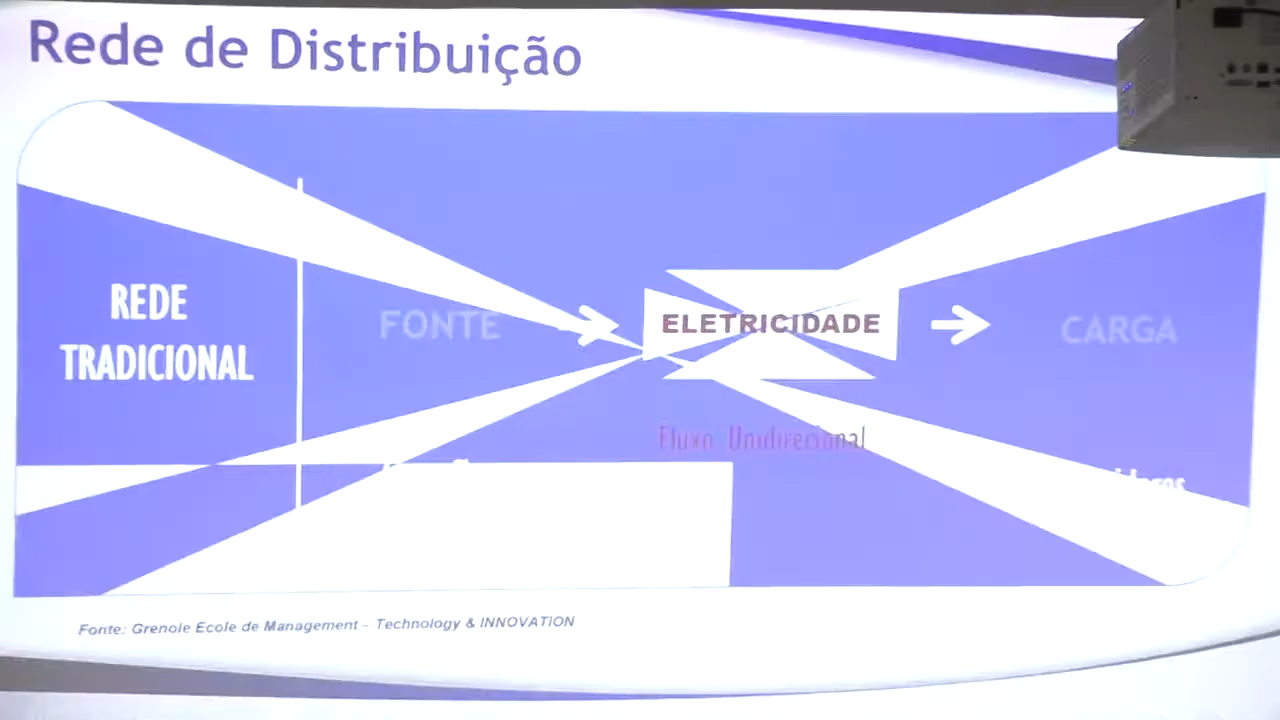 Rede de Distribuição
REDE
TRADICIONAL
FONTE
ELETRICIDADE
CARGA
Fluxo Unidirecional
Fonte: Grenole Ecole de Management - Technology & INNOVATION